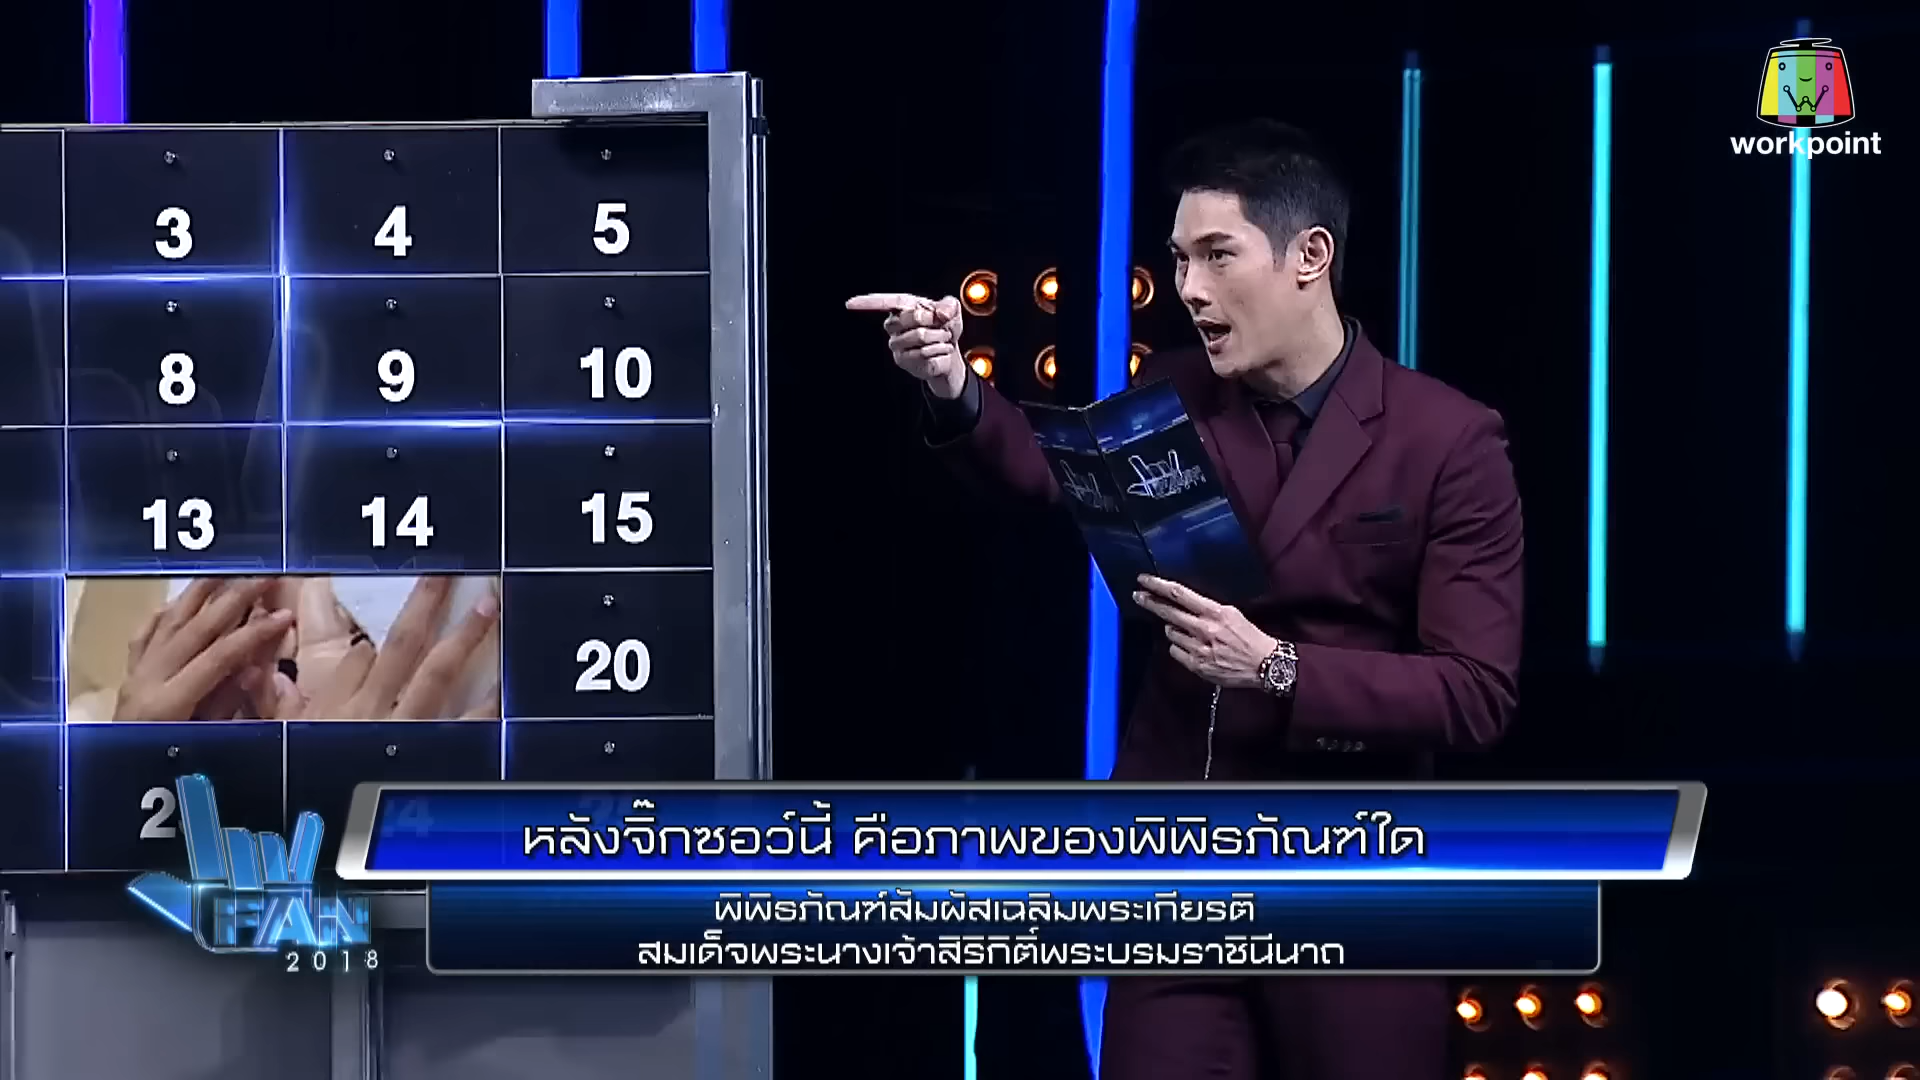 workpoint
3 4 5
8 9 10
13 14 15
20
หลังจิ๊กซอว์นี้ คือภาพของพิพิธภัณฑ์ใด
พิพิธภัณฑ์สัมผัสเฉลิมพระเกียรติ
สมเด็จพระนางเจ้าสิริกิติ์พระบรมราชินีนาถ
FAN
2018